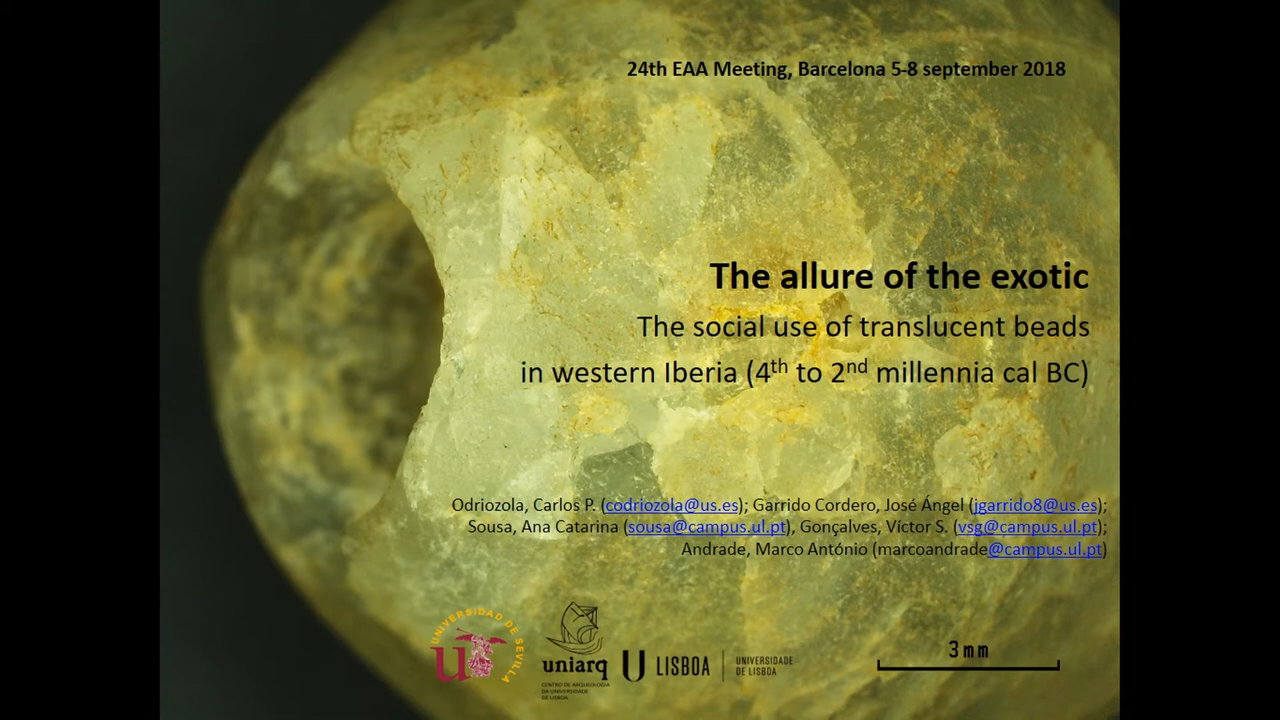 24th EAA Meeting, Barcelona 5-8 september 2018
The allure of the exotic
The social use of translucent beads
in western Iberia (4th to 2nd millennia cal BC)
Odriozola, Carlos P. (codriozola@us.es); Garrido Cordero, José Ángel (jgarrido8@us.es);
Sousa, Ana Catarina (sousa@campus.ul.pt), Gonçalves, Víctor S. (vsg@campus.ul.pt);
Andrade, Marco António (marcoandrade@campus.ul.pt)
UNIVERSIDAD DE SEVILLA
uniarq
CENTRO DE ARQUEOLOGIA
DA UNIVERSIDADE
DE LISBOA
U LISBOA
UNIVERSIDADE
DE LISBOA
3mm